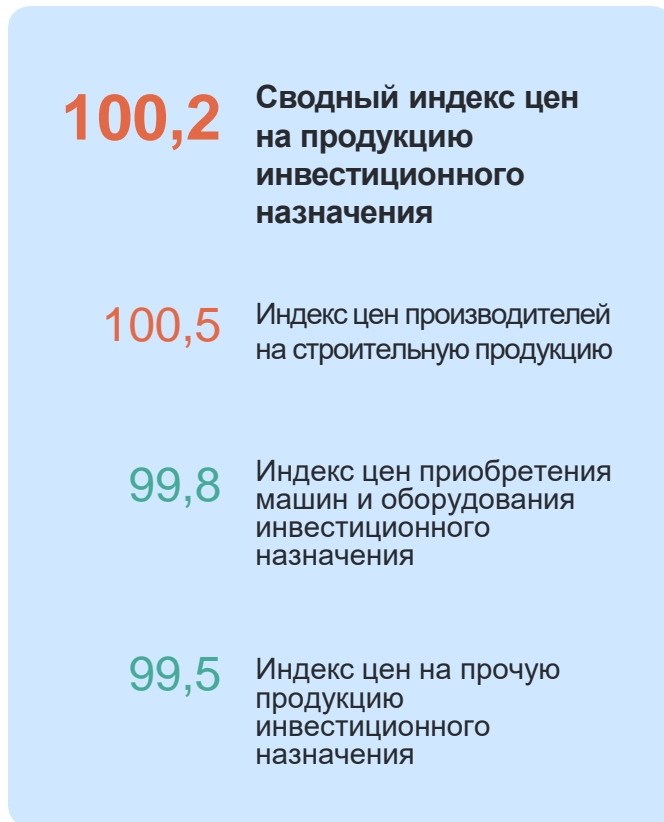 100,2
Сводный индекс цен
на продукцию
инвестиционного
назначения
100,5
Индекс цен производителей
на строительную продукцию
99,8
Индекс цен приобретения
машин и оборудования
инвестиционного
назначения
99,5
Индекс цен на прочую
продукцию
инвестиционного
назначения